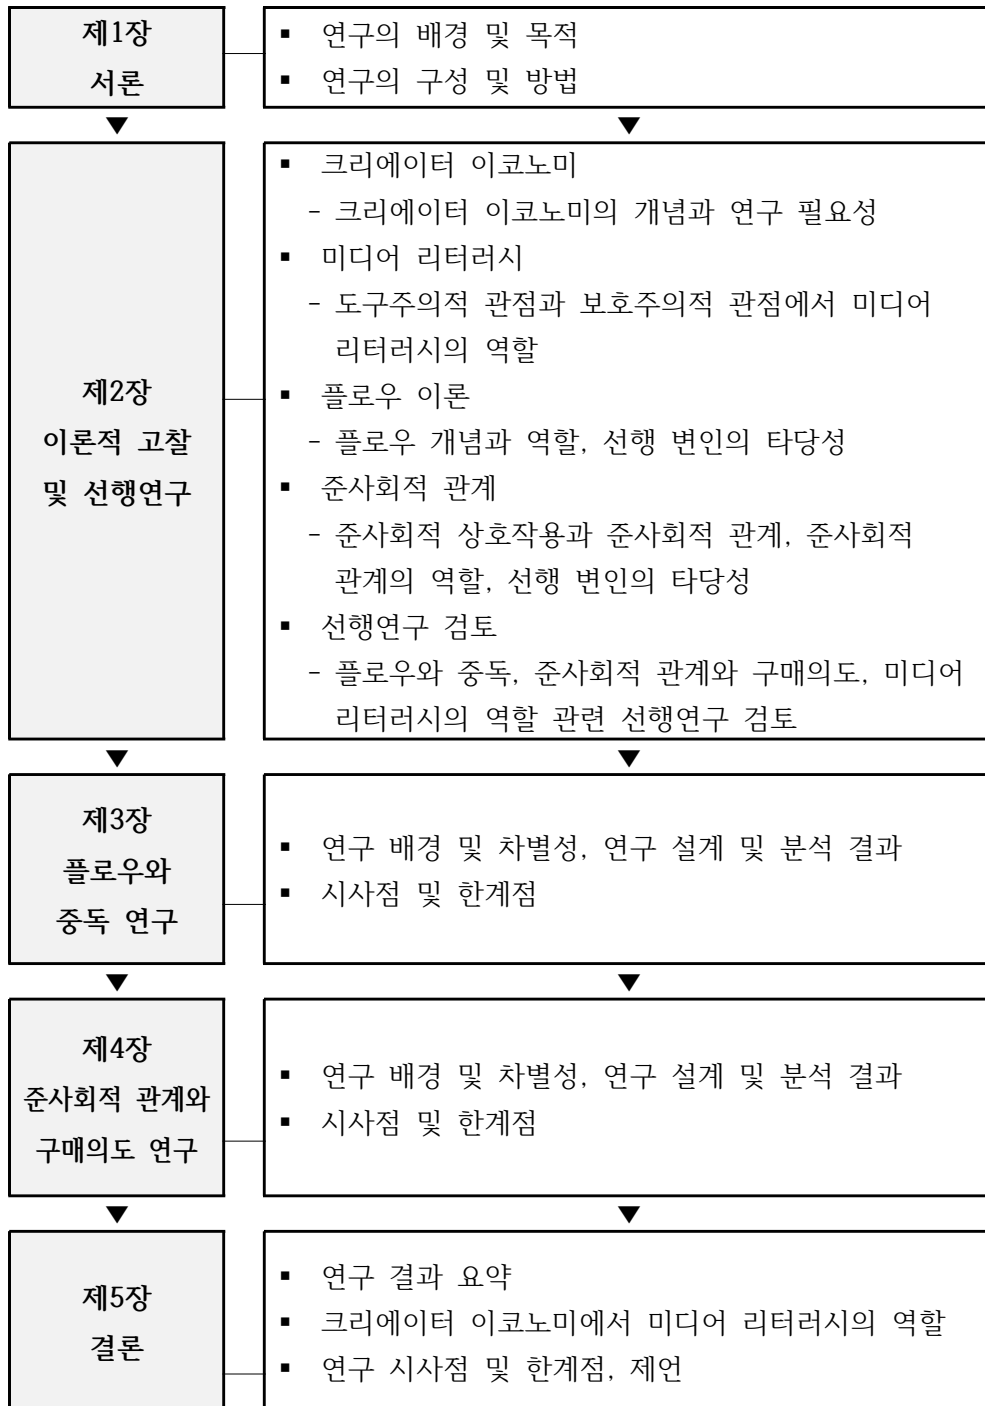 제1장
서론
▪ 연구의 배경 및 목적
▪ 연구의 구성 및 방법
▼ ▼
제2장
이론적 고찰
및 선행연구
▪ 크리에이터 이코노미
- 크리에이터 이코노미의 개념과 연구 필요성
▪ 미디어 리터러시
- 도구주의적 관점과 보호주의적 관점에서 미디어
리터러시의 역할
▪ 플로우 이론
- 플로우 개념과 역할, 선행 변인의 타당성
▪ 준사회적 관계
- 준사회적 상호작용과 준사회적 관계, 준사회적
관계의 역할, 선행 변인의 타당성
▪ 선행연구 검토
- 플로우와 중독, 준사회적 관계와 구매의도, 미디어
리터러시의 역할 관련 선행연구 검토
▼ ▼
제3장
플로우와
중독 연구
▪ 연구 배경 및 차별성, 연구 설계 및 분석 결과
▪ 시사점 및 한계점
▼ ▼
제4장
준사회적 관계와
구매의도 연구
▪ 연구 배경 및 차별성, 연구 설계 및 분석 결과
▪ 시사점 및 한계점
▼ ▼
제5장
결론
▪ 연구 결과 요약
▪ 크리에이터 이코노미에서 미디어 리터러시의 역할
▪ 연구 시사점 및 한계점, 제언